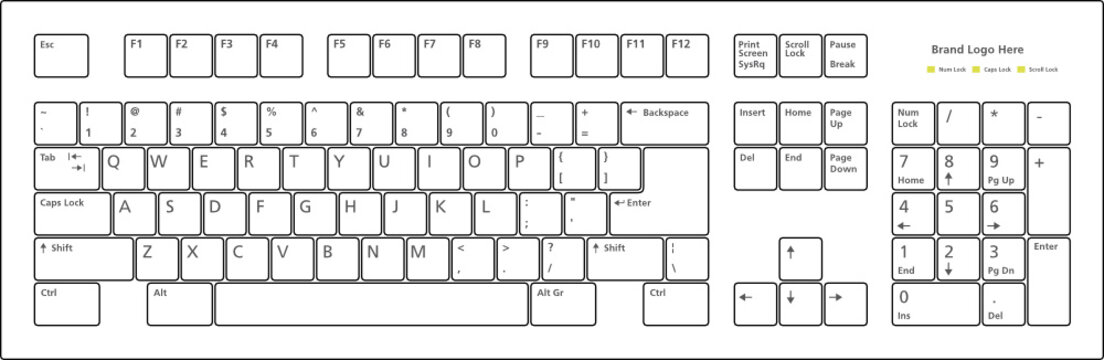 Esc F1 F2 F3 F4 F5 F6 F7 F8 F9 F10 F11 F12 Print Screen SysRq Scroll Lock Pause Break
Brand Logo Here
Num Lock Caps Lock Scroll Lock
~ ` ! 1 @ 2 # 3 $ 4 % 5 ^ 6 & 7 * 8 ( 9 ) 0 _ - + = ← Backspace Insert Home Page Up Num Lock / * -
Tab |← →| Q W E R T Y U I O P { [ } ] Del End Page Down 7 Home 8 ↑ 9 Pg Up +
Caps Lock A S D F G H J K L : ; " ' ↵ Enter 4 ← 5 6 →
↑ Shift Z X C V B N M < , > . ? / ↑ Shift ¦ \ ↑ 1 End 2 ↓ 3 Pg Dn Enter
Ctrl Alt Alt Gr Ctrl ← ↓ → 0 Ins . Del